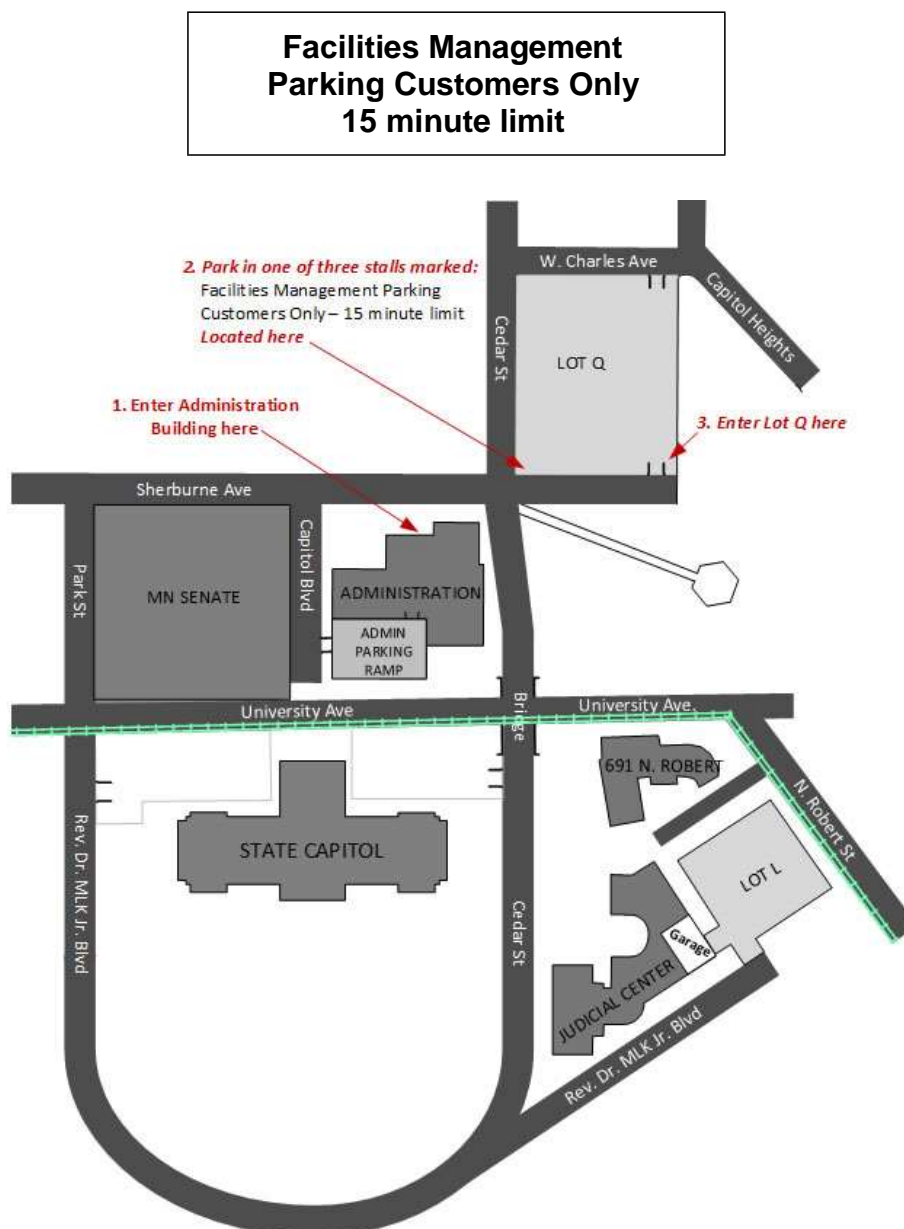 Facilities Management
Parking Customers Only
15 minute limit
2. Park in one of three stalls marked:
Facilities Management Parking
Customers Only – 15 minute limit
Located here
W. Charles Ave
Capitol Heights
Cedar St
LOT Q
1. Enter Administration
Building here
3. Enter Lot Q here
Sherburne Ave
Park St
MN SENATE
Capitol Blvd
ADMINISTRATION
ADMIN
PARKING
RAMP
University Ave
Bridge
University Ave.
691 N. ROBERT
N. Robert St
Rev. Dr. MLK Jr. Blvd
STATE CAPITOL
Cedar St
LOT L
Garage
JUDICIAL CENTER
Rev. Dr. MLK Jr. Blvd